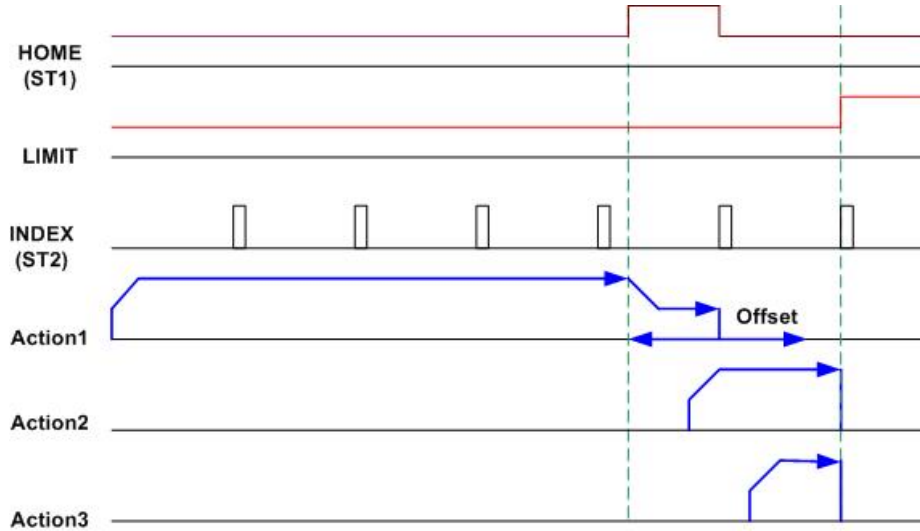 HOME
(ST1)
LIMIT
INDEX
(ST2)
Offset
Action1
Action2
Action3